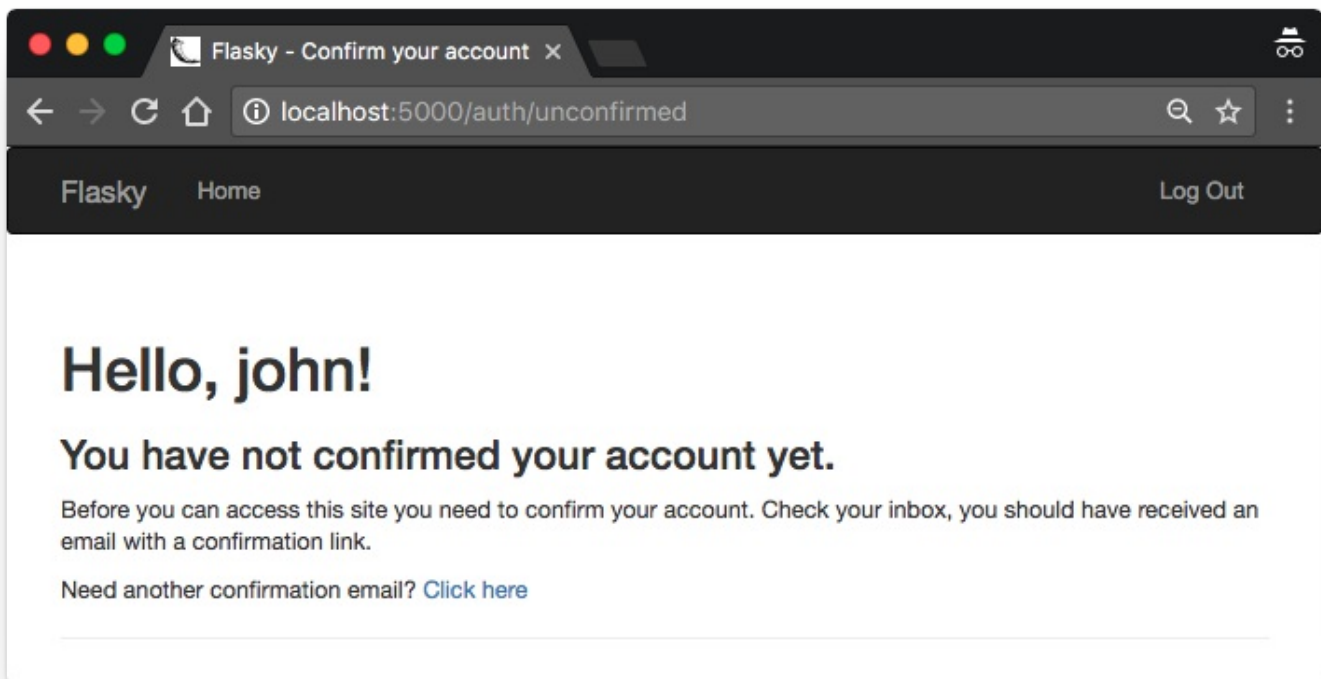 Flasky - Confirm your account
localhost:5000/auth/unconfirmed
Flasky Home Log Out
Hello, john!
You have not confirmed your account yet.
Before you can access this site you need to confirm your account. Check your inbox, you should have received an
email with a confirmation link.
Need another confirmation email? Click here